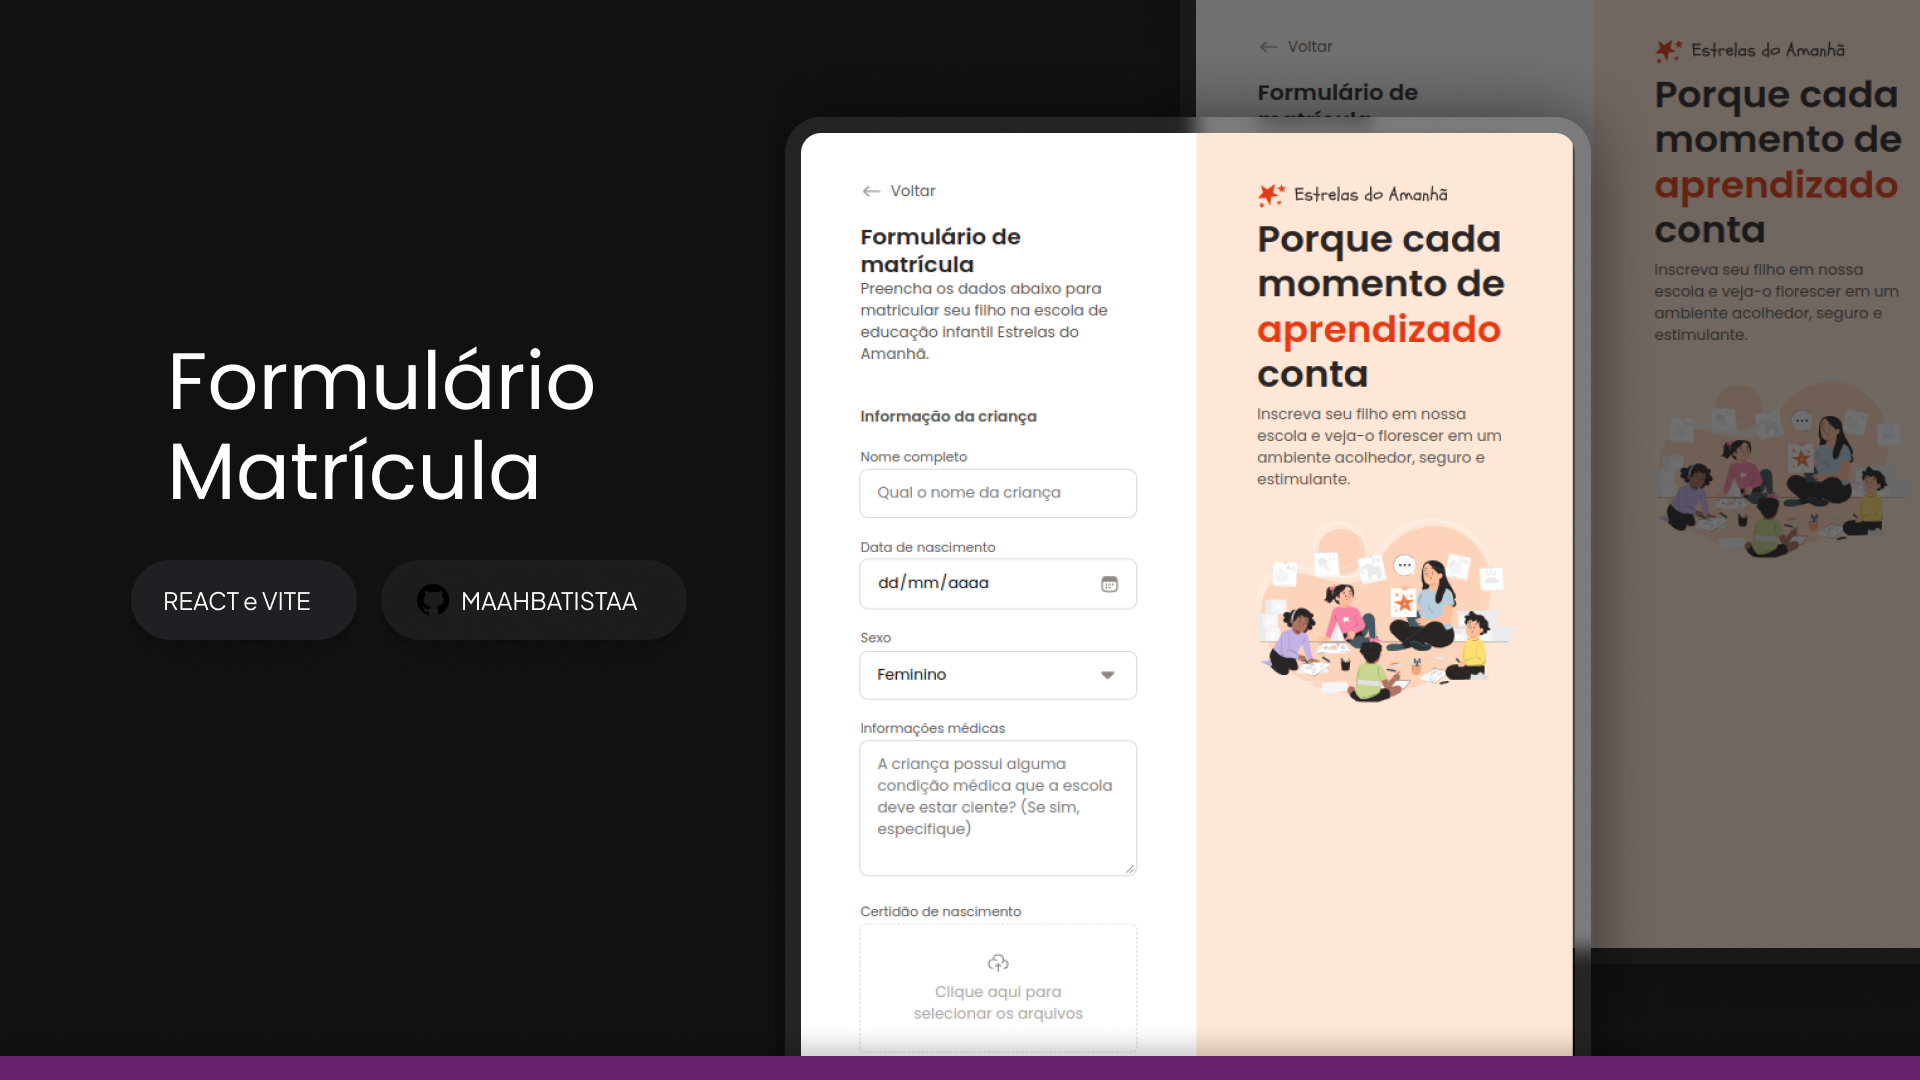 Formulário
Matrícula
REACT e VITE
MAAHBATISTAA
Voltar
Formulário de
matrícula
Preencha os dados abaixo para
matricular seu filho na escola de
educação infantil Estrelas do
Amanhã.
Informação da criança
Nome completo
Qual o nome da criança
Data de nascimento
dd/mm/aaaa
Sexo
Feminino
Informações médicas
A criança possui alguma
condição médica que a escola
deve estar ciente? (Se sim,
especifique)
Certidão de nascimento
Clique aqui para
selecionar os arquivos
Estrelas do Amanhã
Porque cada
momento de
aprendizado
conta
Inscreva seu filho em nossa
escola e veja-o florescer em um
ambiente acolhedor, seguro e
estimulante.
Voltar
Formulário de
matrícula
Estrelas do Amanhã
Porque cada
momento de
aprendizado
conta
Inscreva seu filho em nossa
escola e veja-o florescer em um
ambiente acolhedor, seguro e
estimulante.